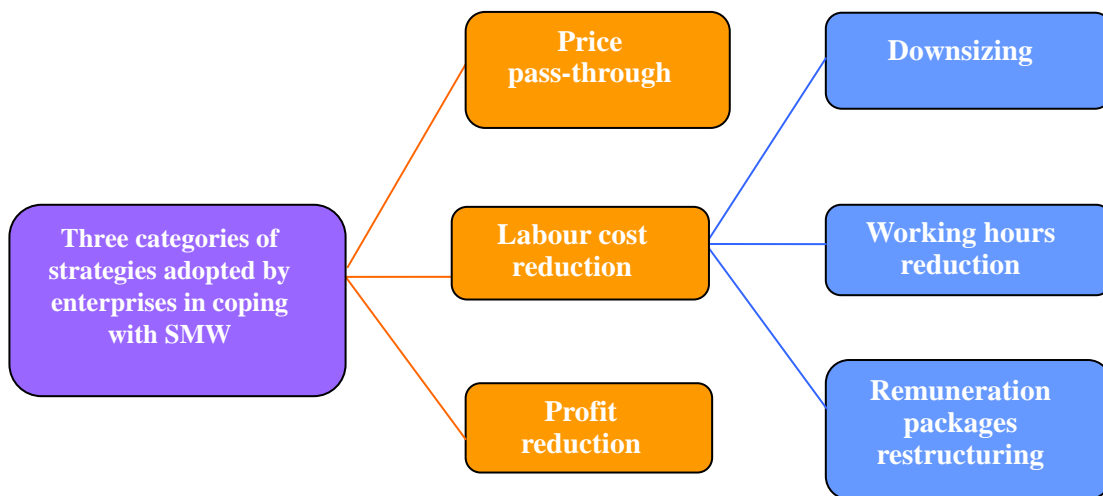 Three categories of
strategies adopted by
enterprises in coping
with SMW
Price
pass-through
Labour cost
reduction
Profit
reduction
Downsizing
Working hours
reduction
Remuneration
packages
restructuring